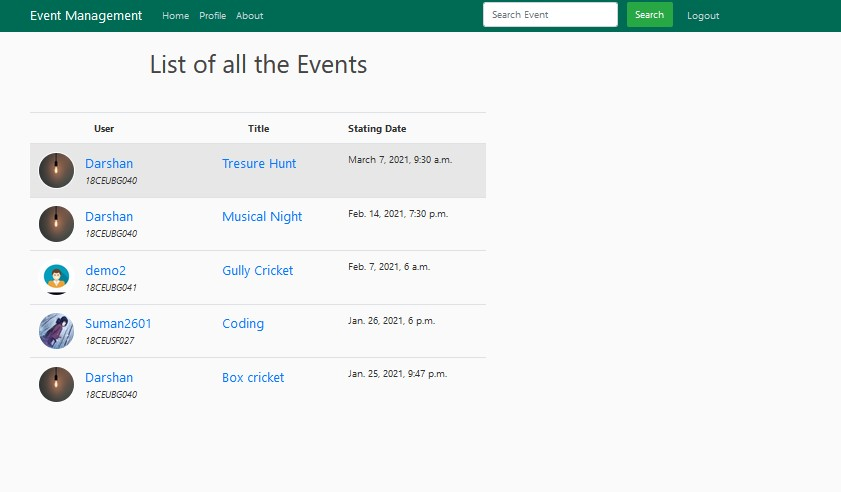 Event Management Home Profile About Search Event Search Logout
List of all the Events
User Title Stating Date
Darshan Tresure Hunt March 7, 2021, 9:30 a.m.
18CEUBG040
Darshan Musical Night Feb. 14, 2021, 7:30 p.m.
18CEUBG040
demo2 Gully Cricket Feb. 7, 2021, 6 a.m.
18CEUBG041
Suman2601 Coding Jan. 26, 2021, 6 p.m.
18CEUSF027
Darshan Box cricket Jan. 25, 2021, 9:47 p.m.
18CEUBG040